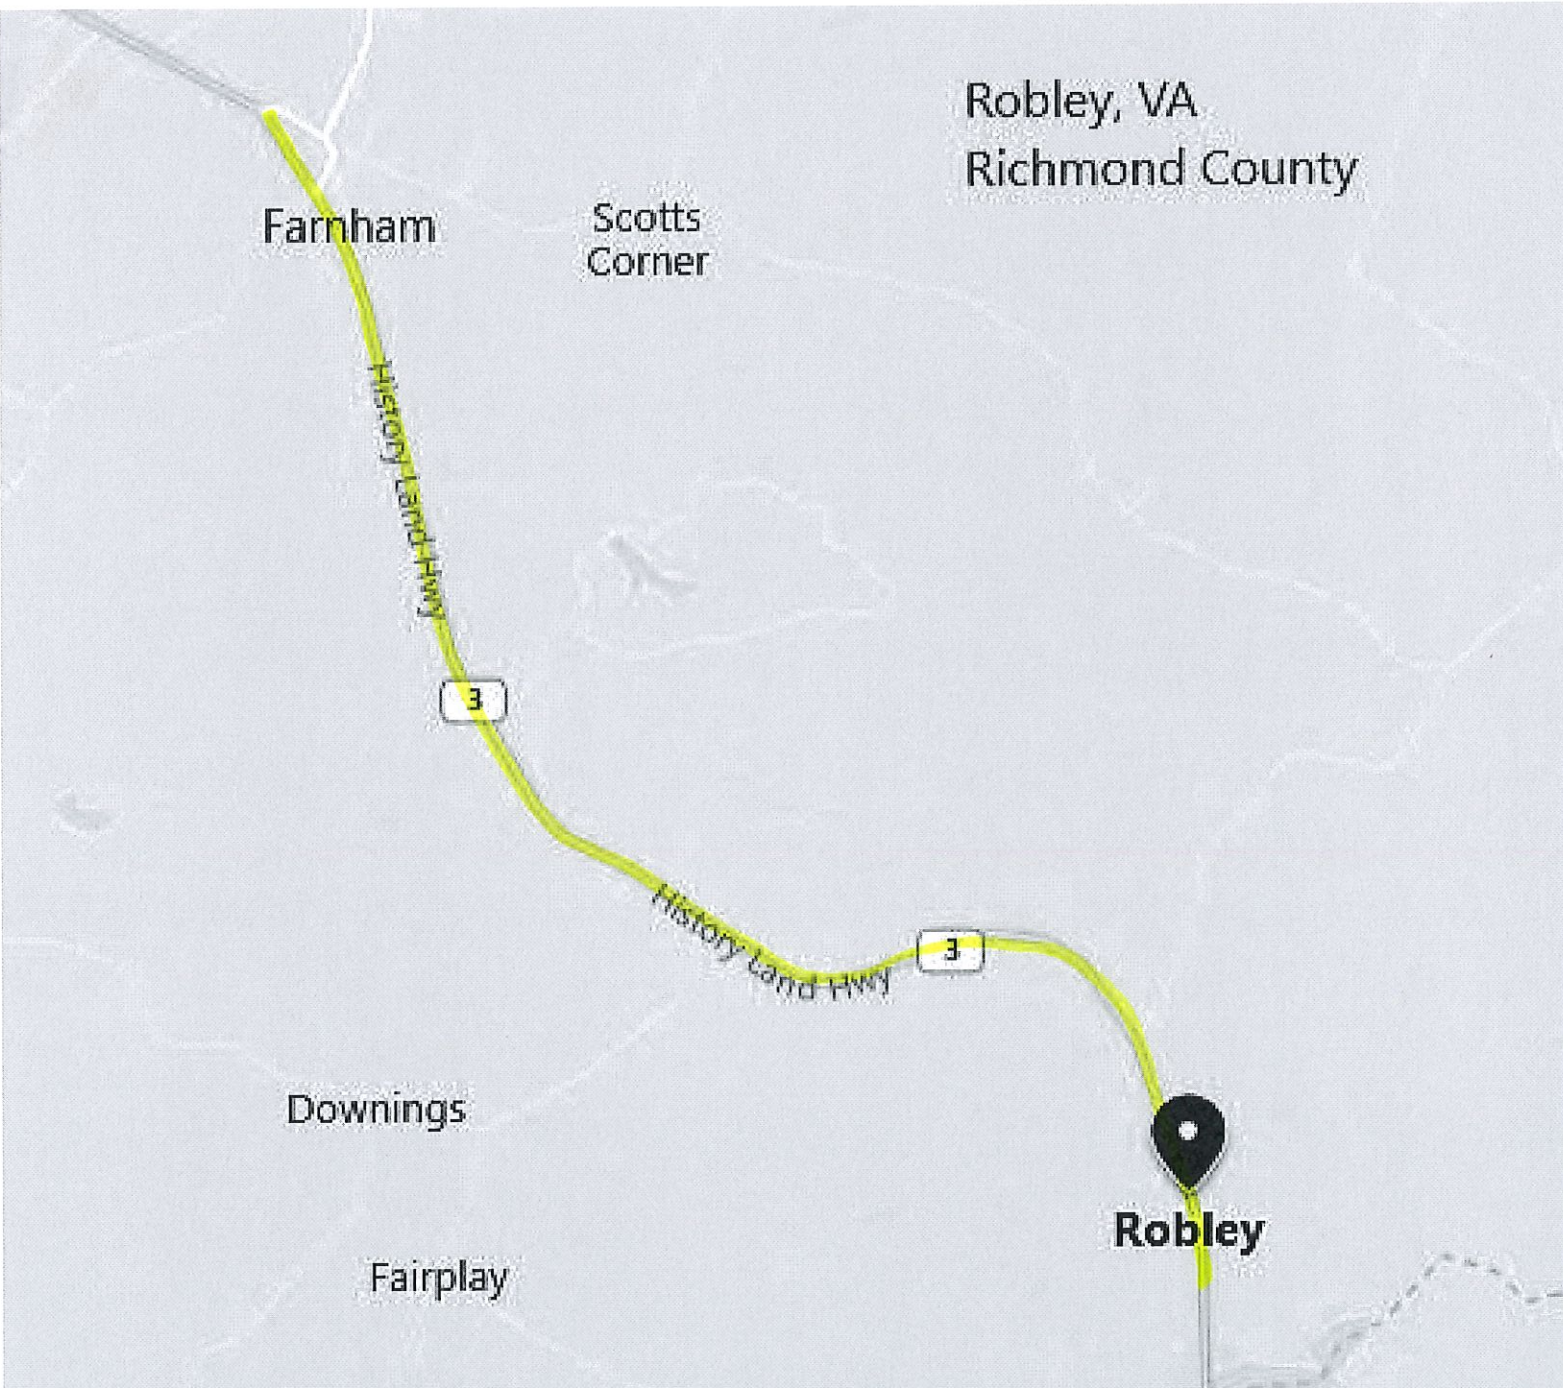 Robley, VA
Richmond County
Farnham
Scotts
Corner
History Land Hwy
3
History Land Hwy
3
Downings
Robley
Fairplay